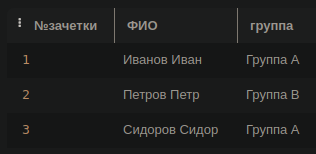 №зачетки ФИО группа
1 Иванов Иван Группа А
2 Петров Петр Группа В
3 Сидоров Сидор Группа А